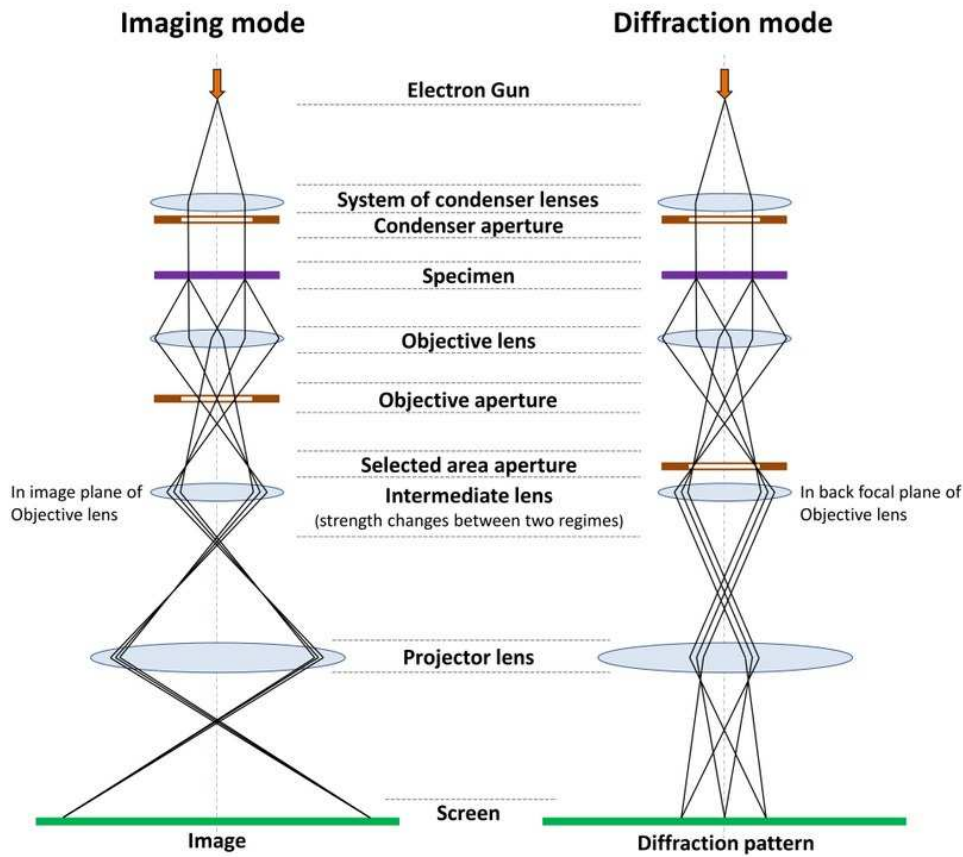 Imaging mode
Diffraction mode
Electron Gun
System of condenser lenses
Condenser aperture
Specimen
Objective lens
Objective aperture
Selected area aperture
In image plane of
Objective lens
Intermediate lens
(strength changes between two regimes)
In back focal plane of
Objective lens
Projector lens
Screen
Image
Diffraction pattern